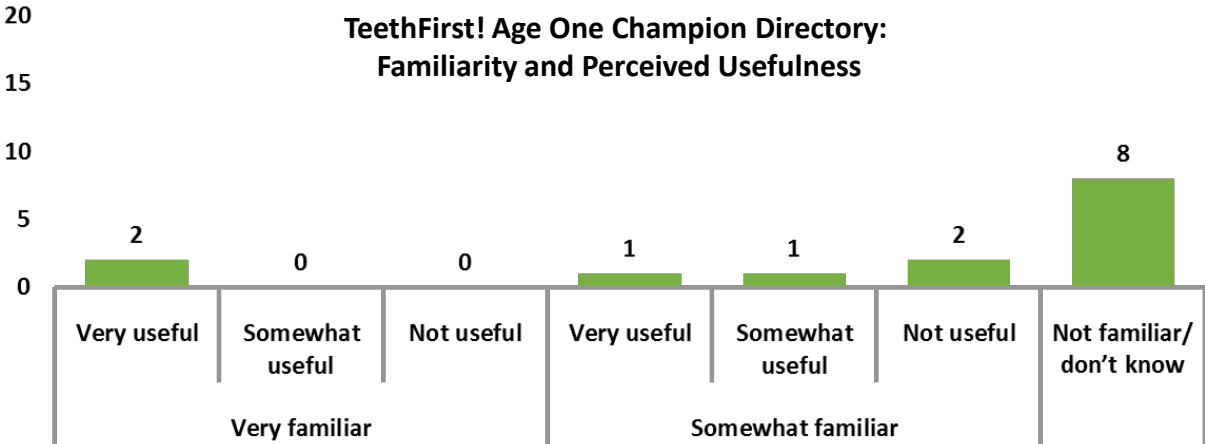 TeethFirst! Age One Champion Directory:
Familiarity and Perceived Usefulness
20
15
10
5
0
2
0
0
1
1
2
8
Very useful
Somewhat
useful
Not useful
Very useful
Somewhat
useful
Not useful
Not familiar/
don’t know
Very familiar
Somewhat familiar